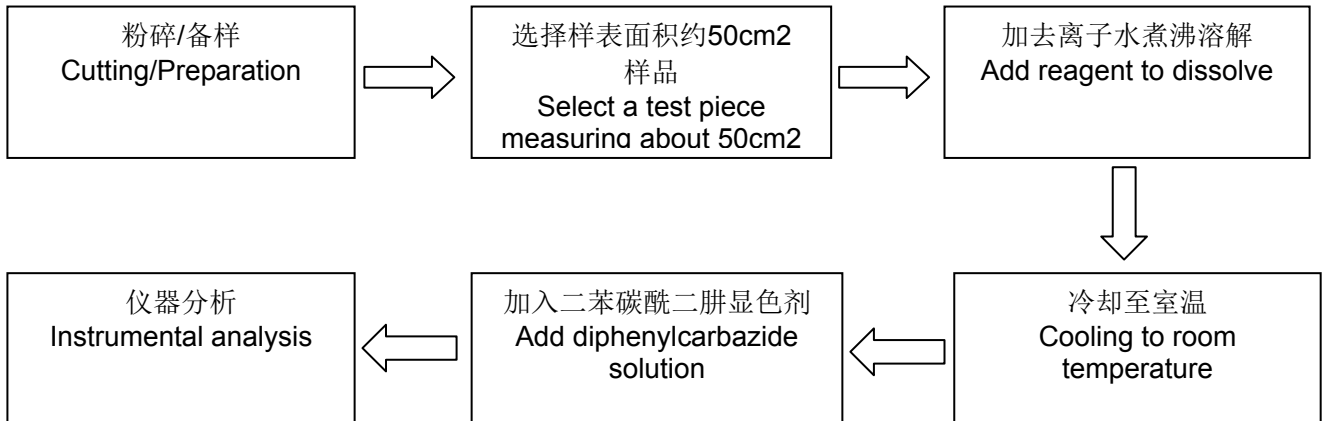 粉碎/备样
Cutting/Preparation
选择样表面积约50cm2
样品
Select a test piece
measuring about 50cm2
加去离子水煮沸溶解
Add reagent to dissolve
冷却至室温
Cooling to room
temperature
加入二苯碳酰二肼显色剂
Add diphenylcarbazide
solution
仪器分析
Instrumental analysis